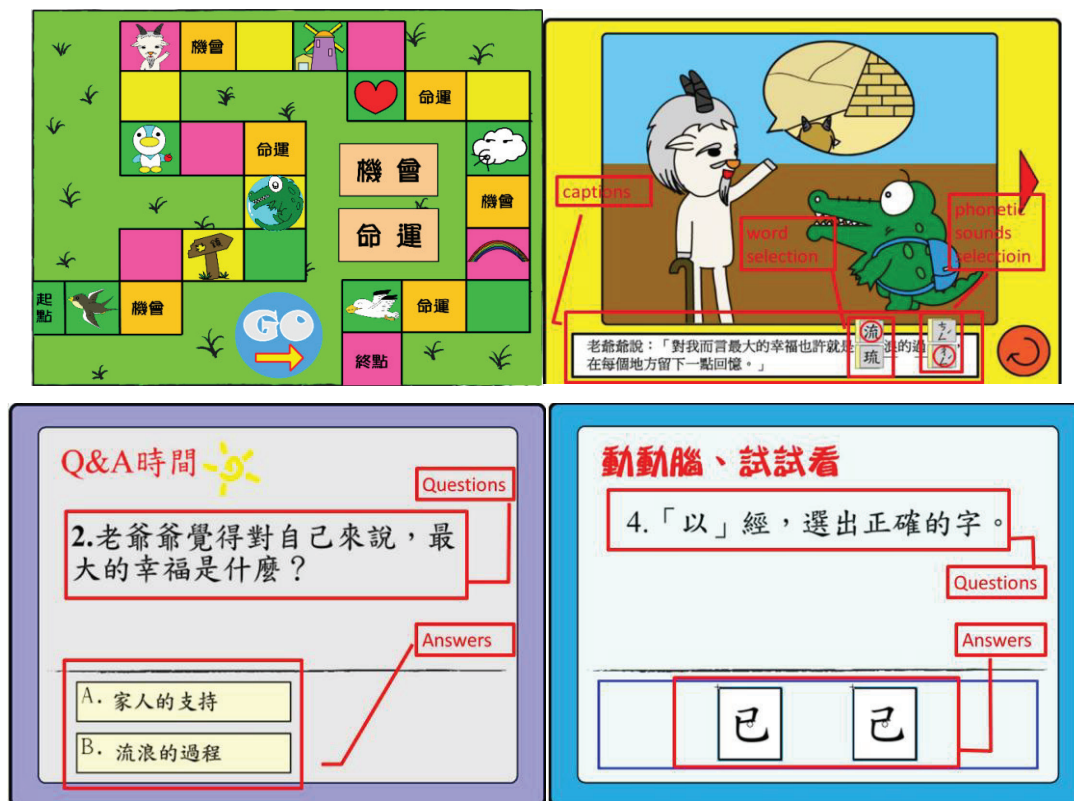 機會
命運
命運
機會
機會
命運
起點
機會
命運
GO
終點
captions
word selection
phonetic sounds selectioin
流
琉
老爺爺說：「對我而言最大的幸福也許就是 浪的過
在每個地方留下一點回憶。」
Q&A時間
Questions
2.老爺爺覺得對自己來說，最
大的幸福是什麼？
Answers
A. 家人的支持
B. 流浪的過程
動動腦、試試看
4.「以」經，選出正確的字。
Questions
Answers
已 己